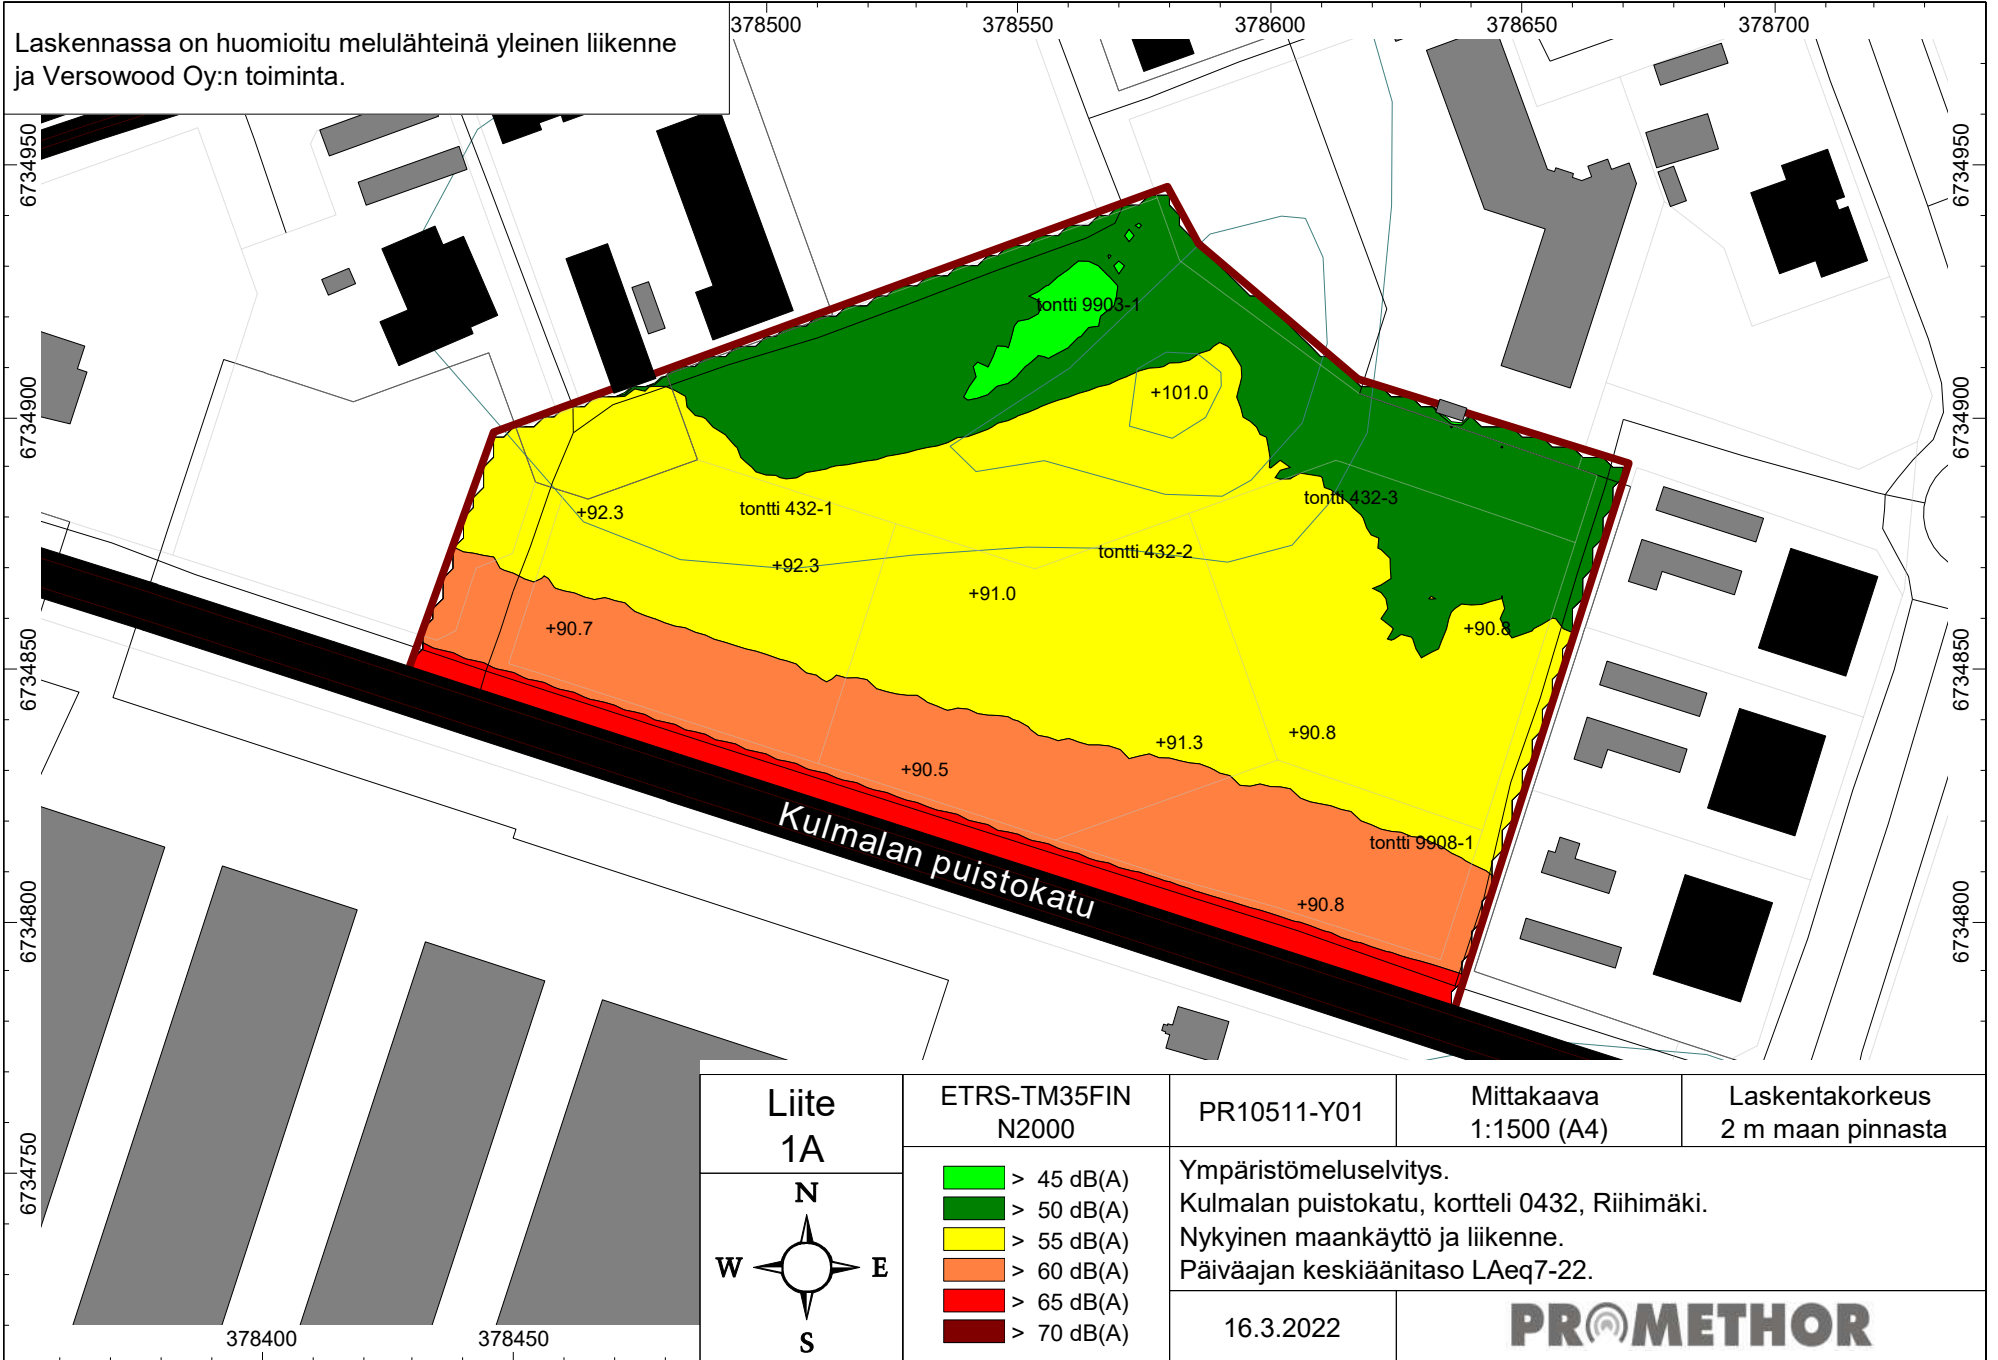 Laskennassa on huomioitu melulähteinä yleinen liikenne
ja Versowood Oy:n toiminta.
378500
378550
378600
378650
378700
6734950
6734950
6734900
6734900
6734850
6734850
6734800
6734800
6734750
378400
378450
tontti 9903-1
+101.0
tontti 432-3
tontti 432-1
+92.3
tontti 432-2
+92.3
+91.0
+90.7
+90.8
+90.8
+91.3
+90.5
tontti 9908-1
+90.8
Kulmalan puistokatu
Liite
1A
N
W
E
S
ETRS-TM35FIN
N2000
PR10511-Y01
Mittakaava
1:1500 (A4)
Laskentakorkeus
2 m maan pinnasta
> 45 dB(A)
> 50 dB(A)
> 55 dB(A)
> 60 dB(A)
> 65 dB(A)
> 70 dB(A)
Ympäristömeluselvitys.
Kulmalan puistokatu, kortteli 0432, Riihimäki.
Nykyinen maankäyttö ja liikenne.
Päiväajan keskiäänitaso LAeq7-22.
16.3.2022
PROMETHOR